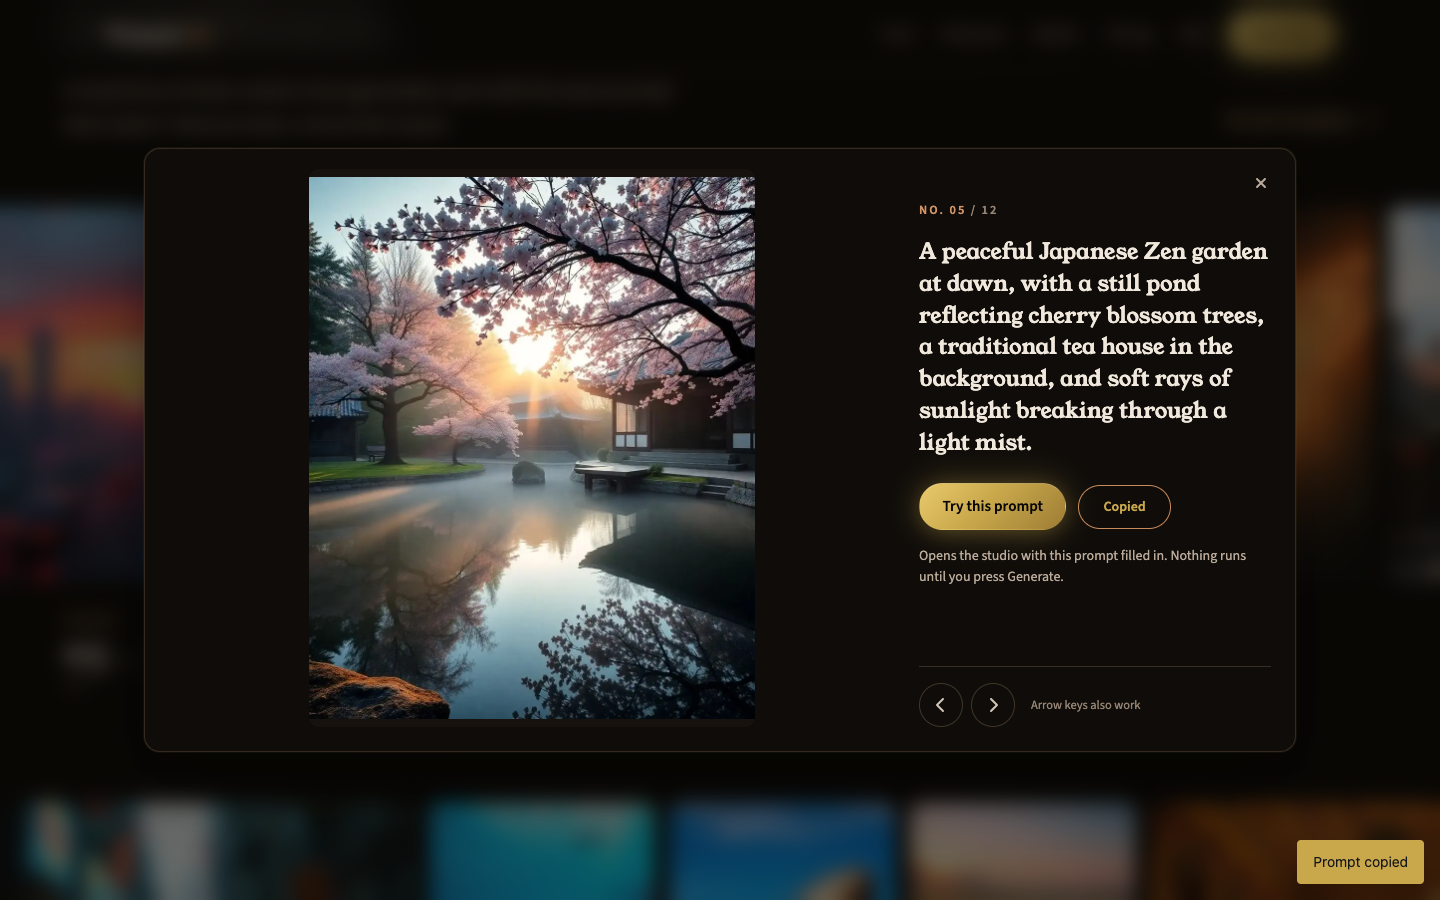 NO. 05 / 12
A peaceful Japanese Zen garden
at dawn, with a still pond
reflecting cherry blossom trees,
a traditional tea house in the
background, and soft rays of
sunlight breaking through a
light mist.
Try this prompt
Copied
Opens the studio with this prompt filled in. Nothing runs
until you press Generate.
Arrow keys also work
Prompt copied